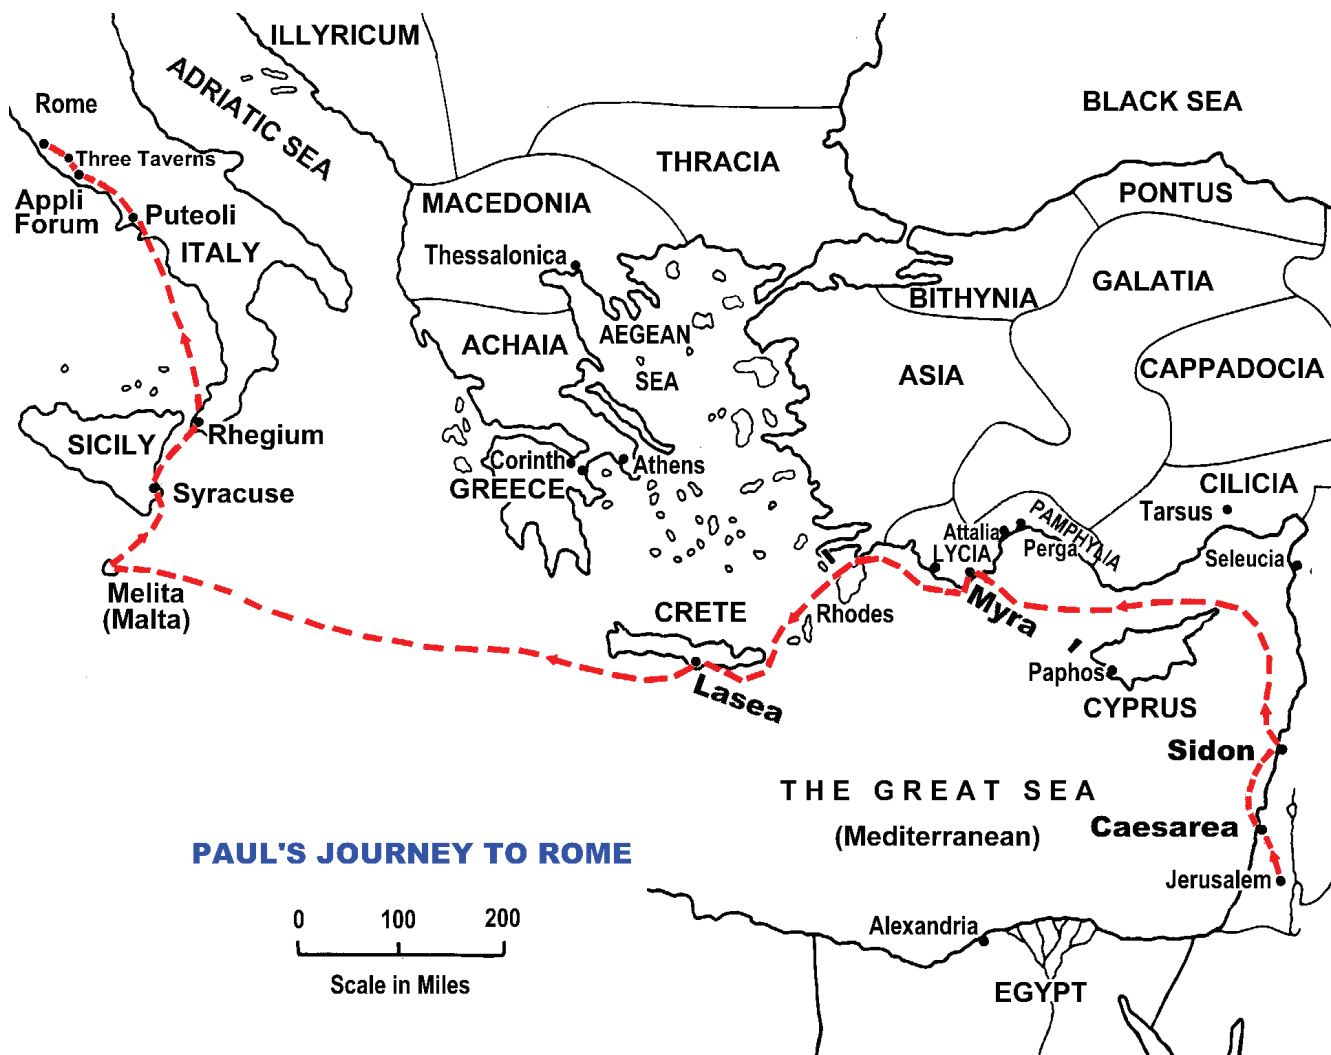 ILLYRICUM
ADRIATIC SEA
BLACK SEA
Rome
THRACIA
Three Taverns
PONTUS
Appli
Forum
Puteoli
MACEDONIA
ITALY
Thessalonica
GALATIA
BITHYNIA
AEGEAN
SEA
ACHAIA
ASIA
CAPPADOCIA
SICILY
Rhegium
Corinth
Athens
GREECE
Syracuse
CILICIA
Tarsus
PAMPHYLIA
Attalia
Perga
LYCIA
Seleucia
Melita
(Malta)
CRETE
Rhodes
Myra
Paphos
Lasea
CYPRUS
Sidon
THE GREAT SEA
(Mediterranean)
Caesarea
PAUL'S JOURNEY TO ROME
Jerusalem
0 100 200
Scale in Miles
Alexandria
EGYPT